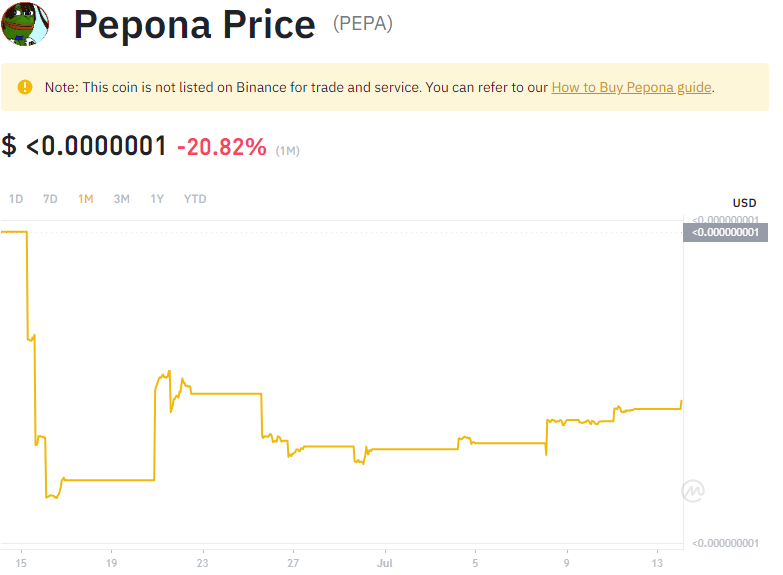 Pepona Price (PEPA)
Note: This coin is not listed on Binance for trade and service. You can refer to our How to Buy Pepona guide.
$ <0.0000001 -20.82% (1M)
1D 7D 1M 3M 1Y YTD
USD
<0.000000001
<0.000000001
<0.000000001
15 19 23 27 Jul 5 9 13